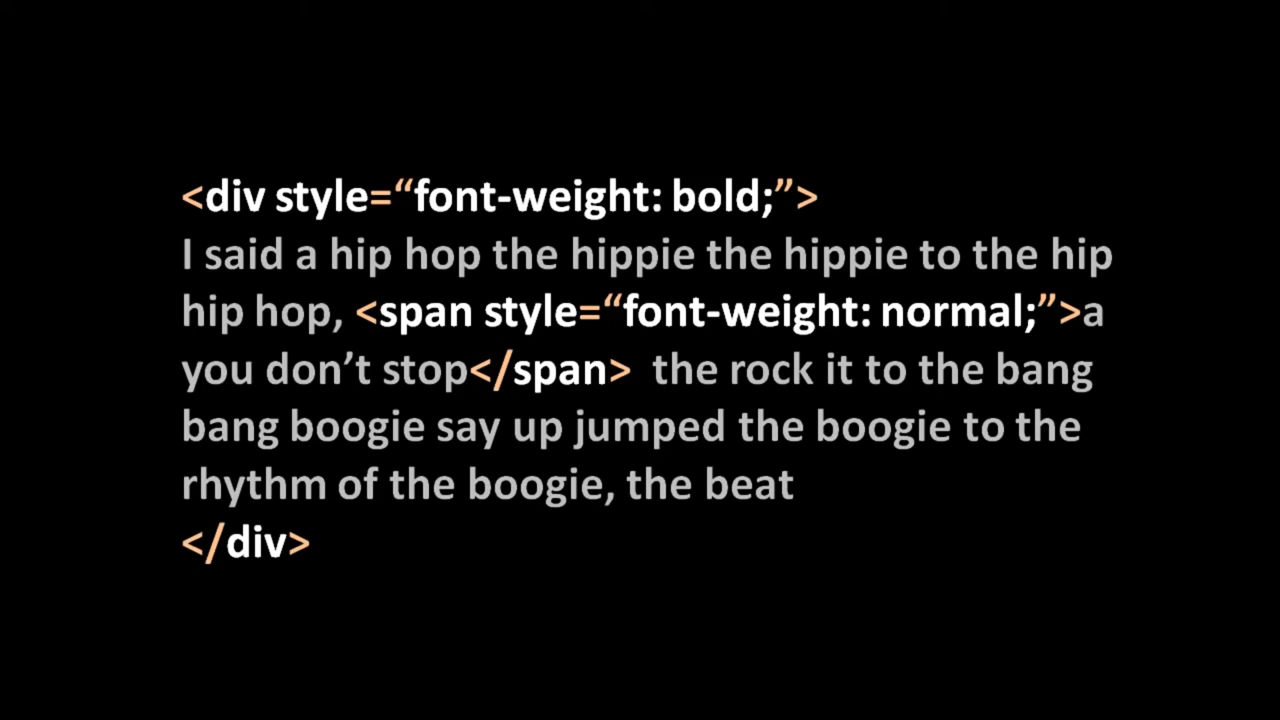 <div style=“font-weight: bold;”>
I said a hip hop the hippie the hippie to the hip
hip hop, <span style=“font-weight: normal;”>a
you don’t stop</span>  the rock it to the bang
bang boogie say up jumped the boogie to the
rhythm of the boogie, the beat
</div>